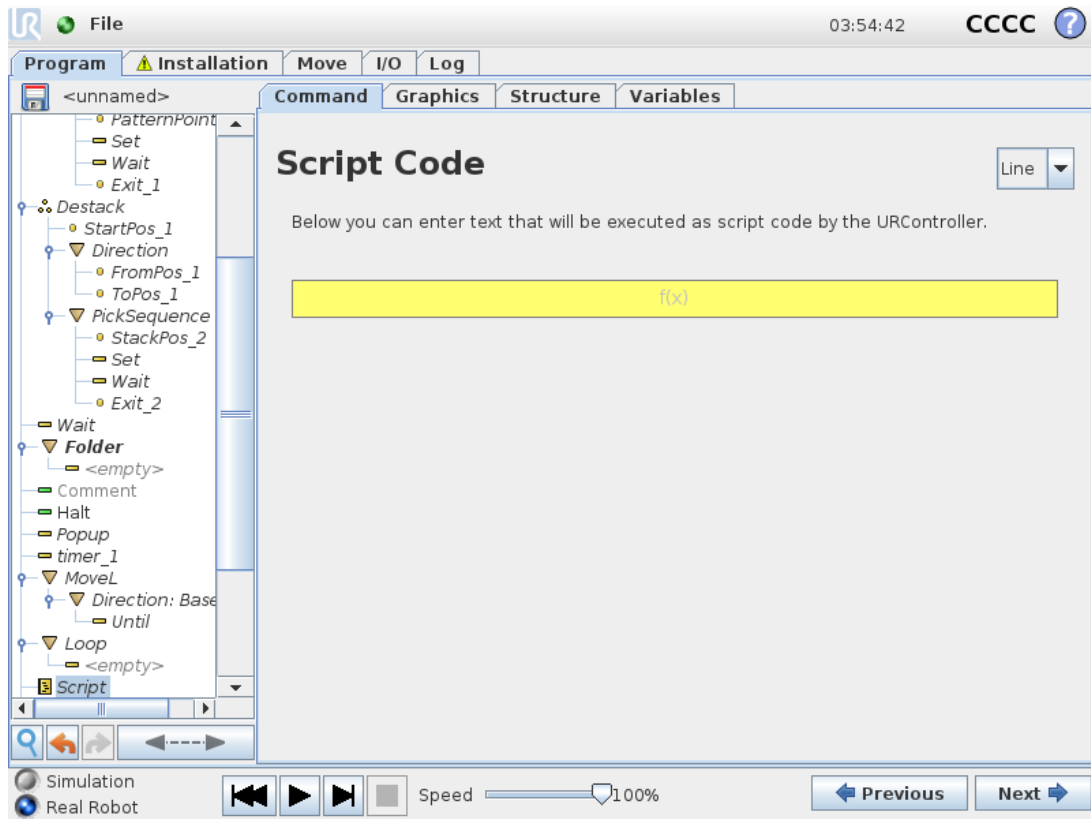 UR File 03:54:42 CCCC ?
Program Installation Move I/O Log
<unnamed> Command Graphics Structure Variables
PatternPoint
Set
Wait
Exit_1
Destack
StartPos_1
Direction
FromPos_1
ToPos_1
PickSequence
StackPos_2
Set
Wait
Exit_2
Wait
Folder
<empty>
Comment
Halt
Popup
timer_1
MoveL
Direction: Base
Until
Loop
<empty>
Script
Script Code
Line
Below you can enter text that will be executed as script code by the URController.
f(x)
Simulation
Real Robot
Speed 100%
Previous Next